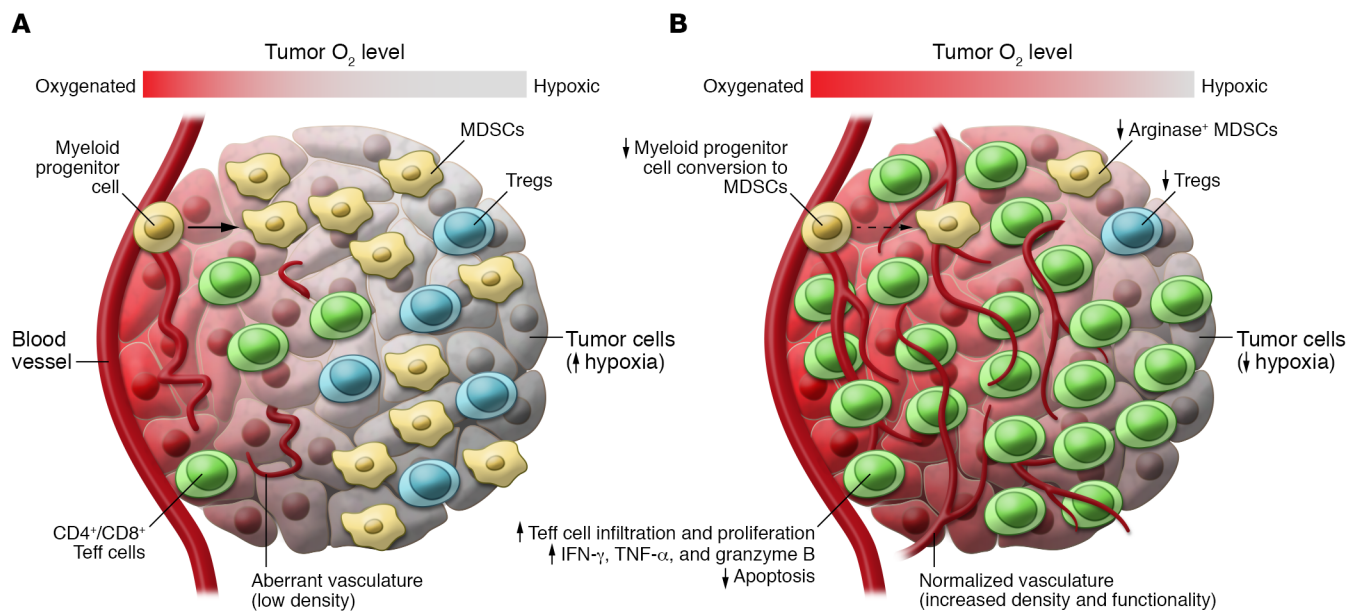 A
Tumor O₂ level
Oxygenated
Hypoxic
Myeloid
progenitor
cell
MDSCs
Tregs
Blood
vessel
Tumor cells
(↑ hypoxia)
CD4⁺/CD8⁺
Teff cells
Aberrant vasculature
(low density)
B
Tumor O₂ level
Oxygenated
Hypoxic
↓ Myeloid progenitor
cell conversion to
MDSCs
↓ Arginase⁺ MDSCs
↓ Tregs
Tumor cells
(↓ hypoxia)
↑ Teff cell infiltration and proliferation
↑ IFN-γ, TNF-α, and granzyme B
↓ Apoptosis
Normalized vasculature
(increased density and functionality)